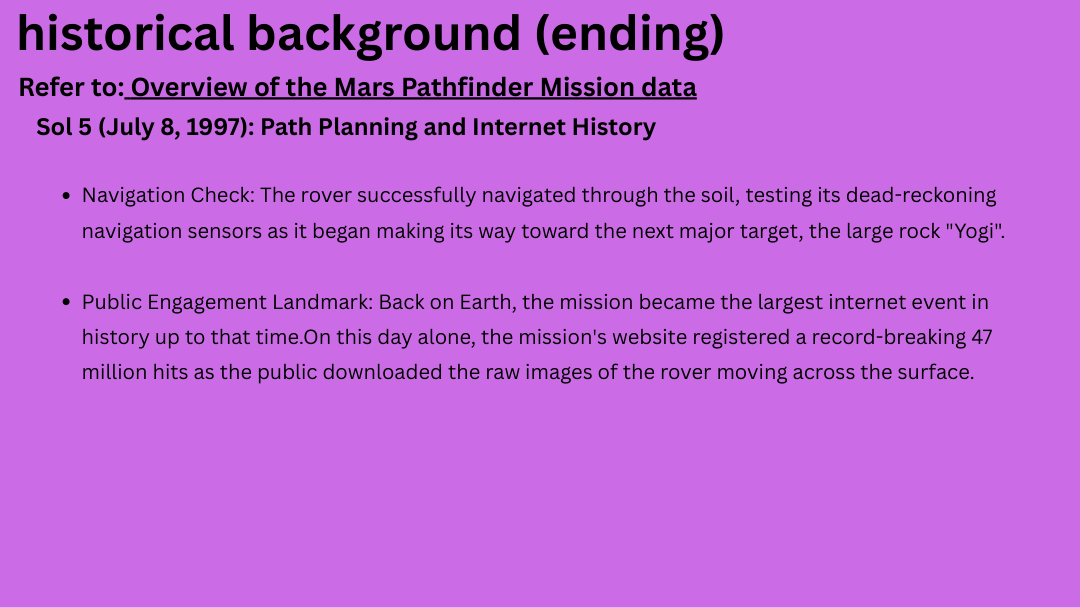 historical background (ending)
Refer to: Overview of the Mars Pathfinder Mission data
Sol 5 (July 8, 1997): Path Planning and Internet History
• Navigation Check: The rover successfully navigated through the soil, testing its dead-reckoning
navigation sensors as it began making its way toward the next major target, the large rock "Yogi".
• Public Engagement Landmark: Back on Earth, the mission became the largest internet event in
history up to that time.On this day alone, the mission's website registered a record-breaking 47
million hits as the public downloaded the raw images of the rover moving across the surface.